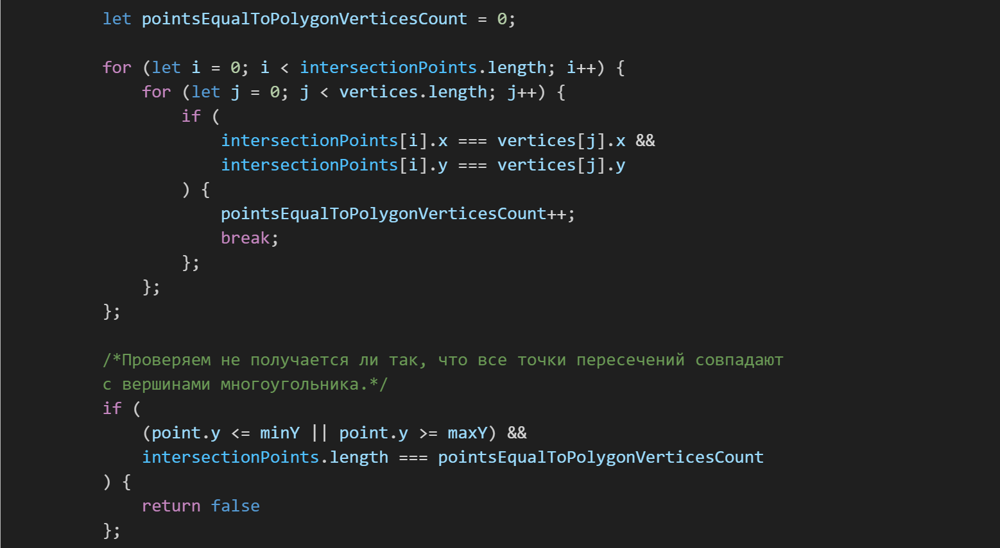 let pointsEqualToPolygonVerticesCount = 0;
for (let i = 0; i < intersectionPoints.length; i++) {
for (let j = 0; j < vertices.length; j++) {
if (
intersectionPoints[i].x === vertices[j].x &&
intersectionPoints[i].y === vertices[j].y
) {
pointsEqualToPolygonVerticesCount++;
break;
};
};
};
/*Проверяем не получается ли так, что все точки пересечений совпадают
с вершинами многоугольника.*/
if (
(point.y <= minY || point.y >= maxY) &&
intersectionPoints.length === pointsEqualToPolygonVerticesCount
) {
return false
};